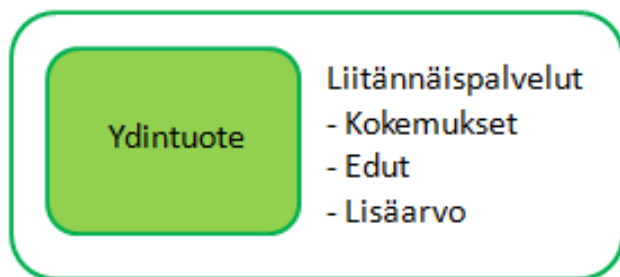 Ydintuote
Liitännäispalvelut
- Kokemukset
- Edut
- Lisäarvo